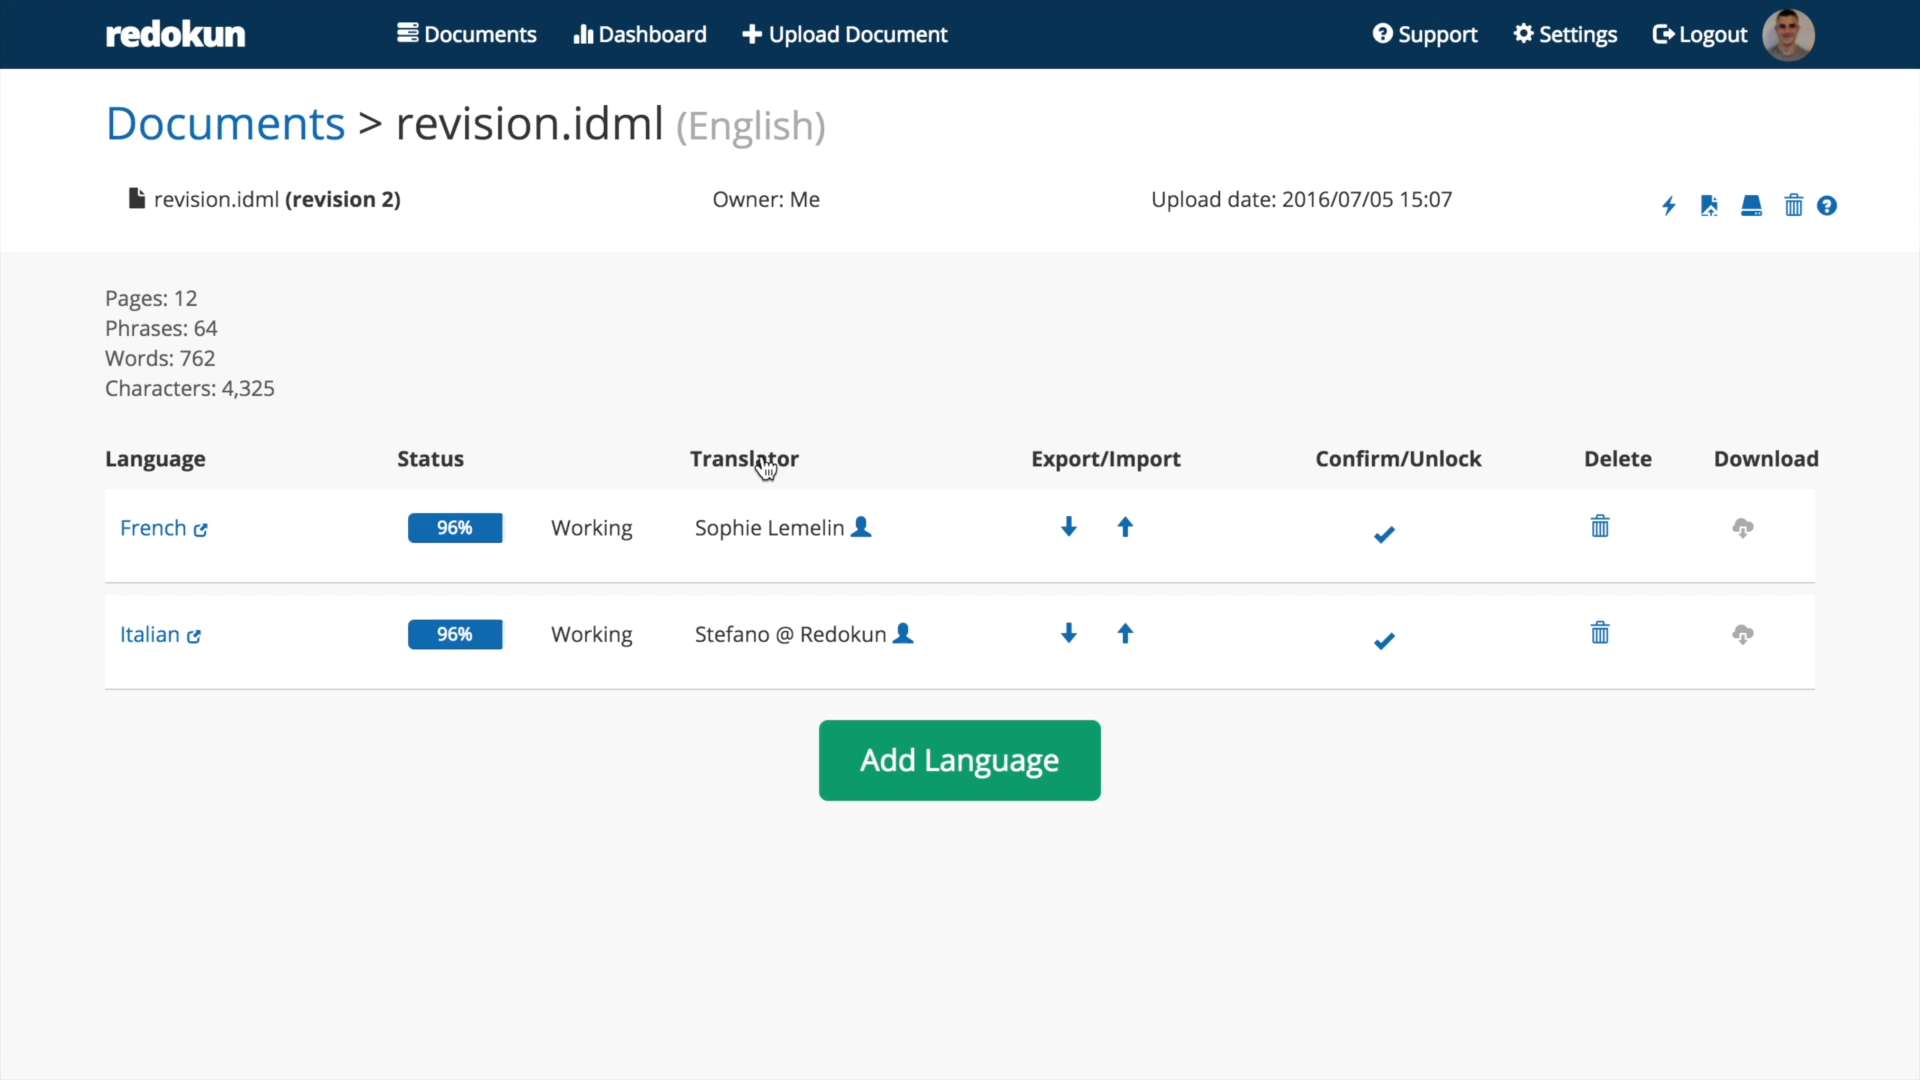 redokun Documents Dashboard Upload Document Support Settings Logout
Documents > revision.idml (English)
revision.idml (revision 2) Owner: Me Upload date: 2016/07/05 15:07
Pages: 12
Phrases: 64
Words: 762
Characters: 4,325
Language Status Translator Export/Import Confirm/Unlock Delete Download
French 96% Working Sophie Lemelin
Italian 96% Working Stefano @ Redokun
Add Language